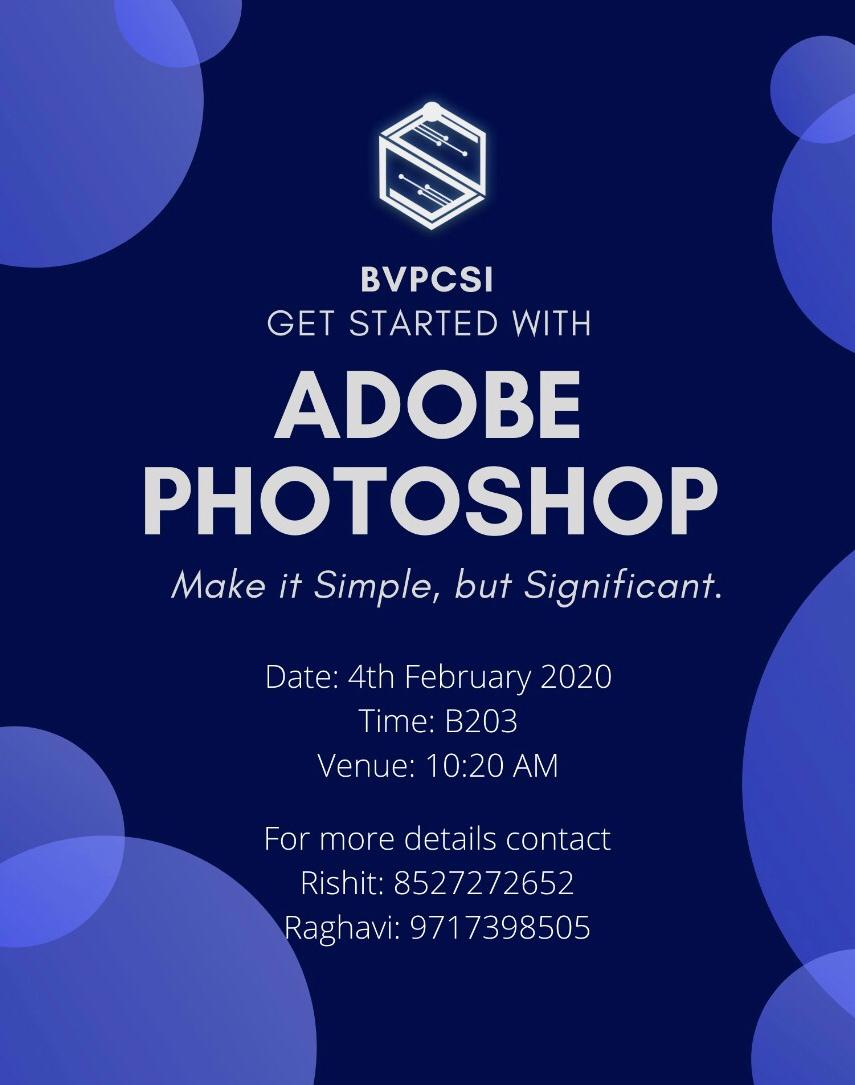 BVPCSI
GET STARTED WITH
ADOBE
PHOTOSHOP
Make it Simple, but Significant.
Date: 4th February 2020
Time: B203
Venue: 10:20 AM
For more details contact
Rishit: 8527272652
Raghavi: 9717398505